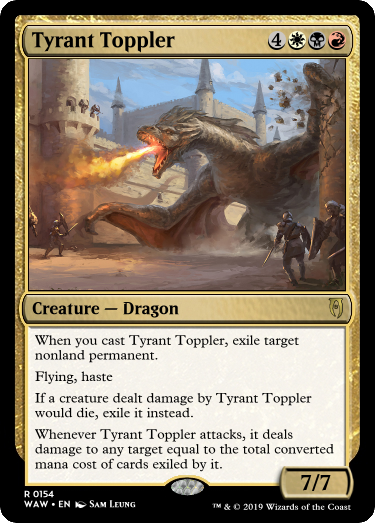 Tyrant Toppler 4
Creature — Dragon
When you cast Tyrant Toppler, exile target
nonland permanent.
Flying, haste
If a creature dealt damage by Tyrant Toppler
would die, exile it instead.
Whenever Tyrant Toppler attacks, it deals
damage to any target equal to the total converted
mana cost of cards exiled by it.
7/7
R 0154
WAW • EN Sam Leung
™ & © 2019 Wizards of the Coast